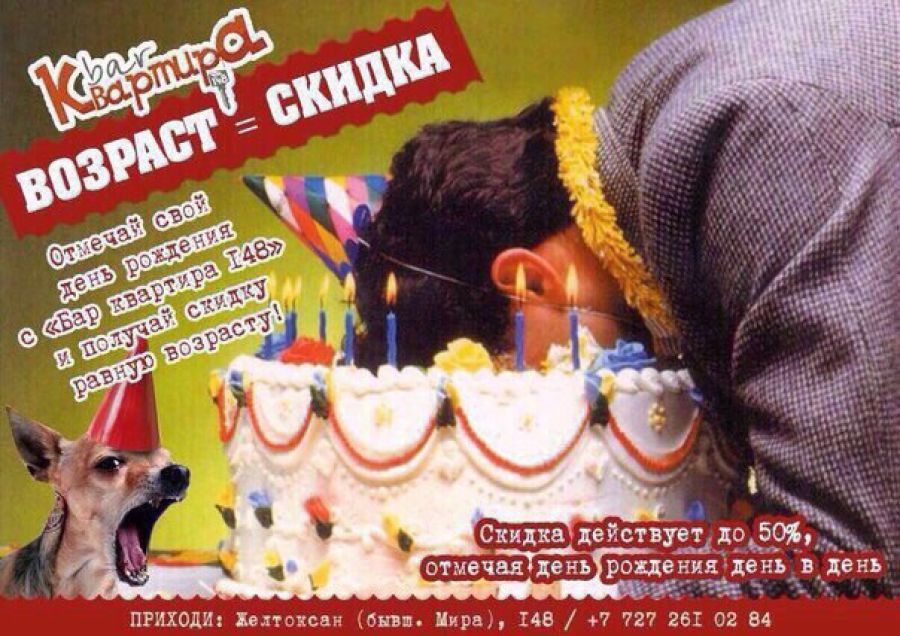 bar
Квартира
ВОЗРАСТ = СКИДКА
Отмечай свой
день рождения
с «Бар квартира 148»
и получай скидку
равную возрасту!
Скидка действует до 50%,
отмечая день рождения день в день
ПРИХОДИ: Желтоксан (бывш. Мира), 148 / +7 727 261 02 84